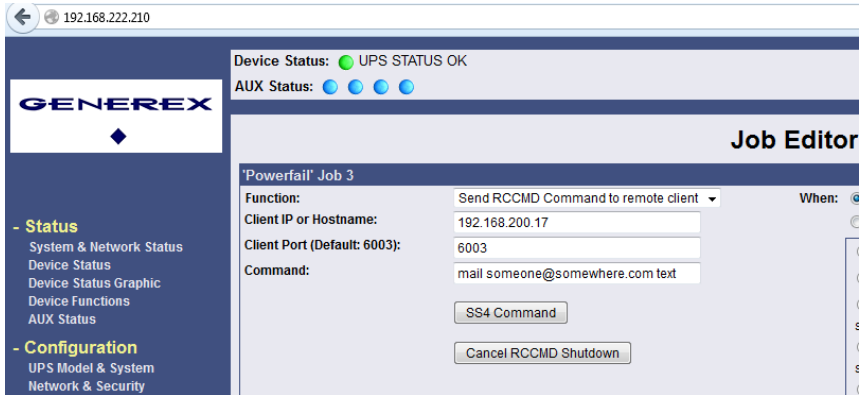 192.168.222.210
Device Status: UPS STATUS OK
AUX Status:
GENEREX
Job Editor
'Powerfail' Job 3
Function: Send RCCMD Command to remote client When:
Client IP or Hostname: 192.168.200.17
Client Port (Default: 6003): 6003
Command: mail someone@somewhere.com text
SS4 Command
Cancel RCCMD Shutdown
- Status
System & Network Status
Device Status
Device Status Graphic
Device Functions
AUX Status
- Configuration
UPS Model & System
Network & Security